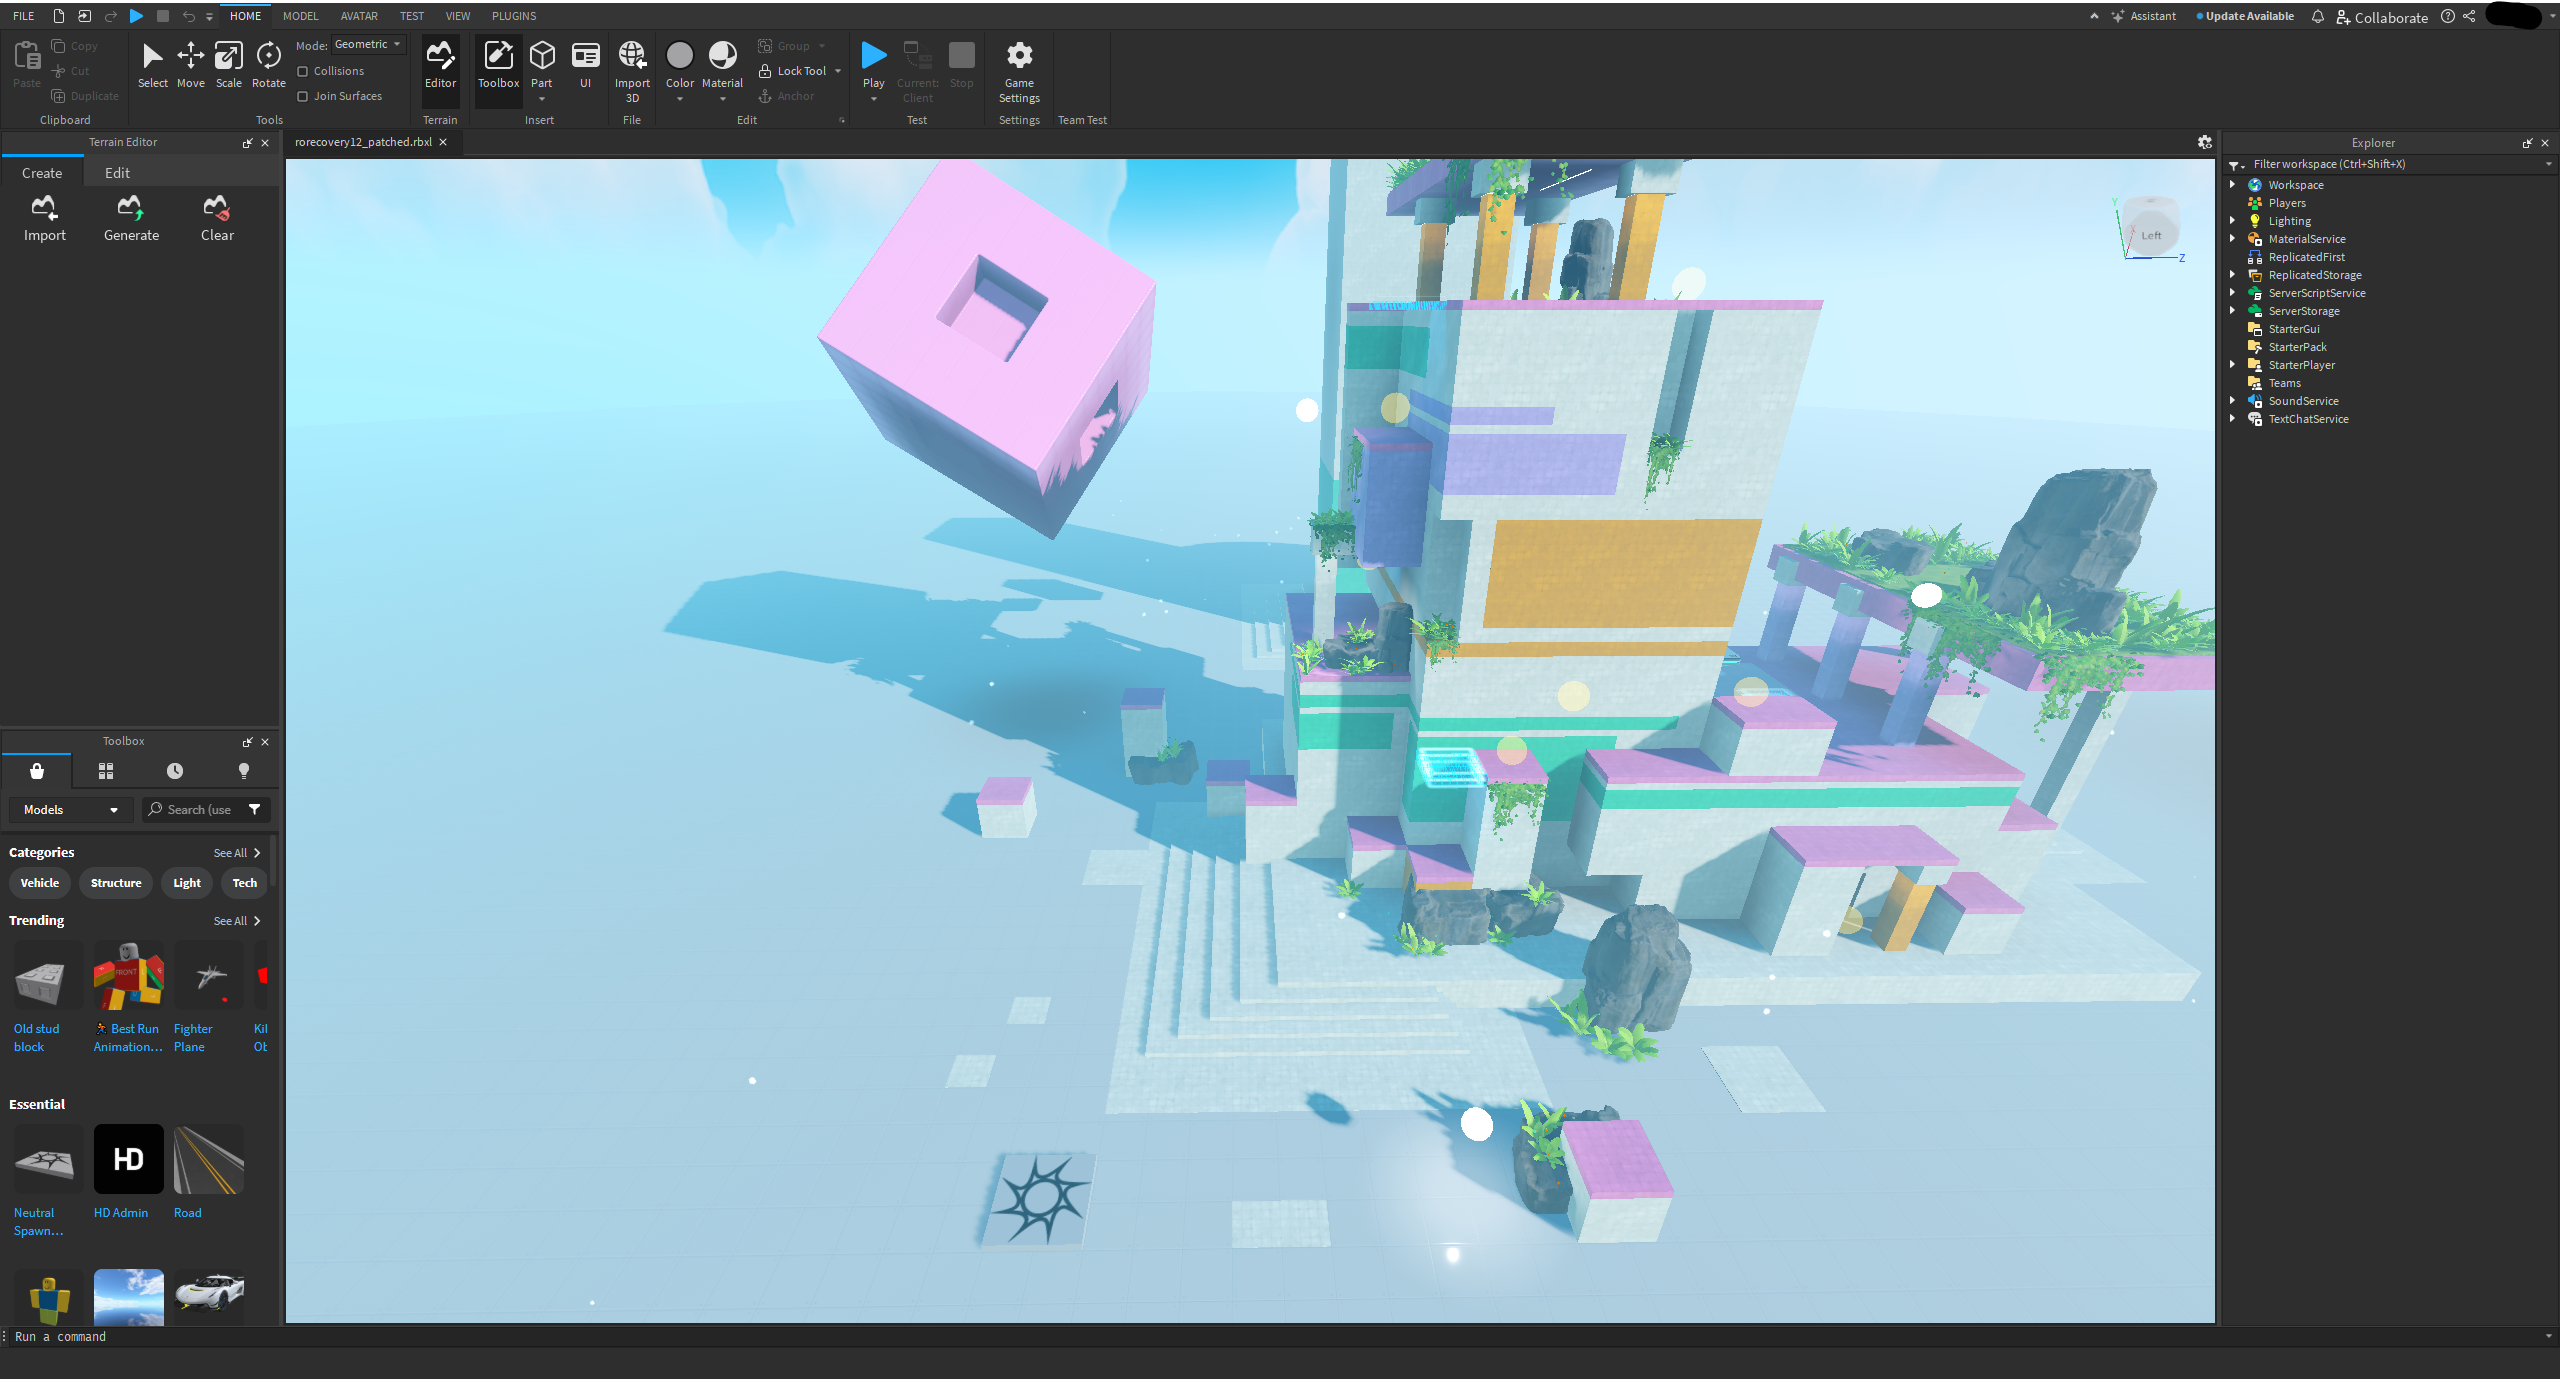 FILE HOME MODEL AVATAR TEST VIEW PLUGINS Assistant Update Available Collaborate
Paste Copy Cut Duplicate Clipboard
Select Move Scale Rotate Mode: Geometric Collisions Join Surfaces Tools
Editor Terrain
Toolbox Part UI Insert
Import 3D File
Color Material Group Lock Tool Anchor Edit
Play Current: Client Stop Test
Game Settings Settings
Team Test
Terrain Editor
Create Edit
Import Generate Clear
Toolbox
Models Search (use
Categories See All
Vehicle Structure Light Tech
Trending See All
FRONT
Old stud block
Best Run Animation...
Fighter Plane
Kil
Ob
Essential
HD
Neutral Spawn...
HD Admin
Road
rorecovery12_patched.rbxl
Y
Left
Z
Explorer
Filter workspace (Ctrl+Shift+X)
Workspace
Players
Lighting
MaterialService
ReplicatedFirst
ReplicatedStorage
ServerScriptService
ServerStorage
StarterGui
StarterPack
StarterPlayer
Teams
SoundService
TextChatService
Run a command